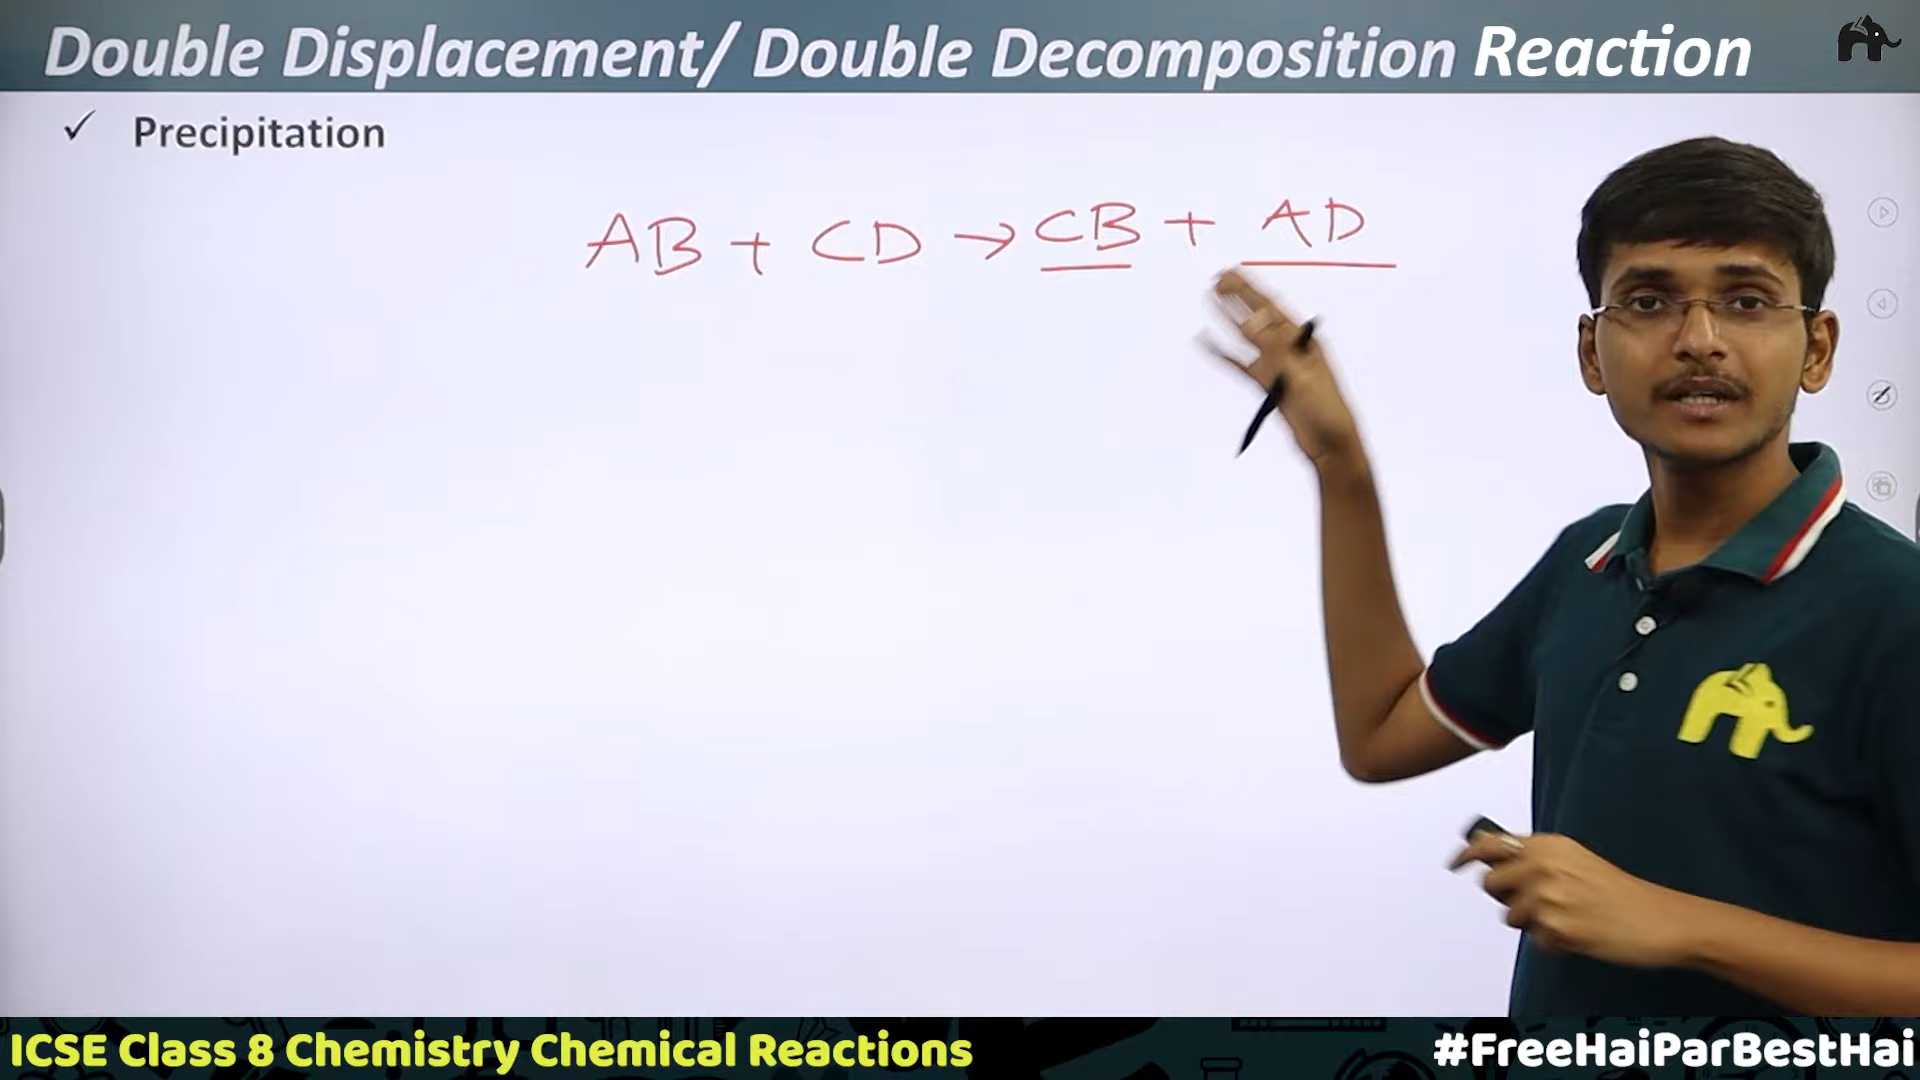 Double Displacement/ Double Decomposition Reaction
✓ Precipitation
AB + CD → CB + AD
ICSE Class 8 Chemistry Chemical Reactions
#FreeHaiParBestHai